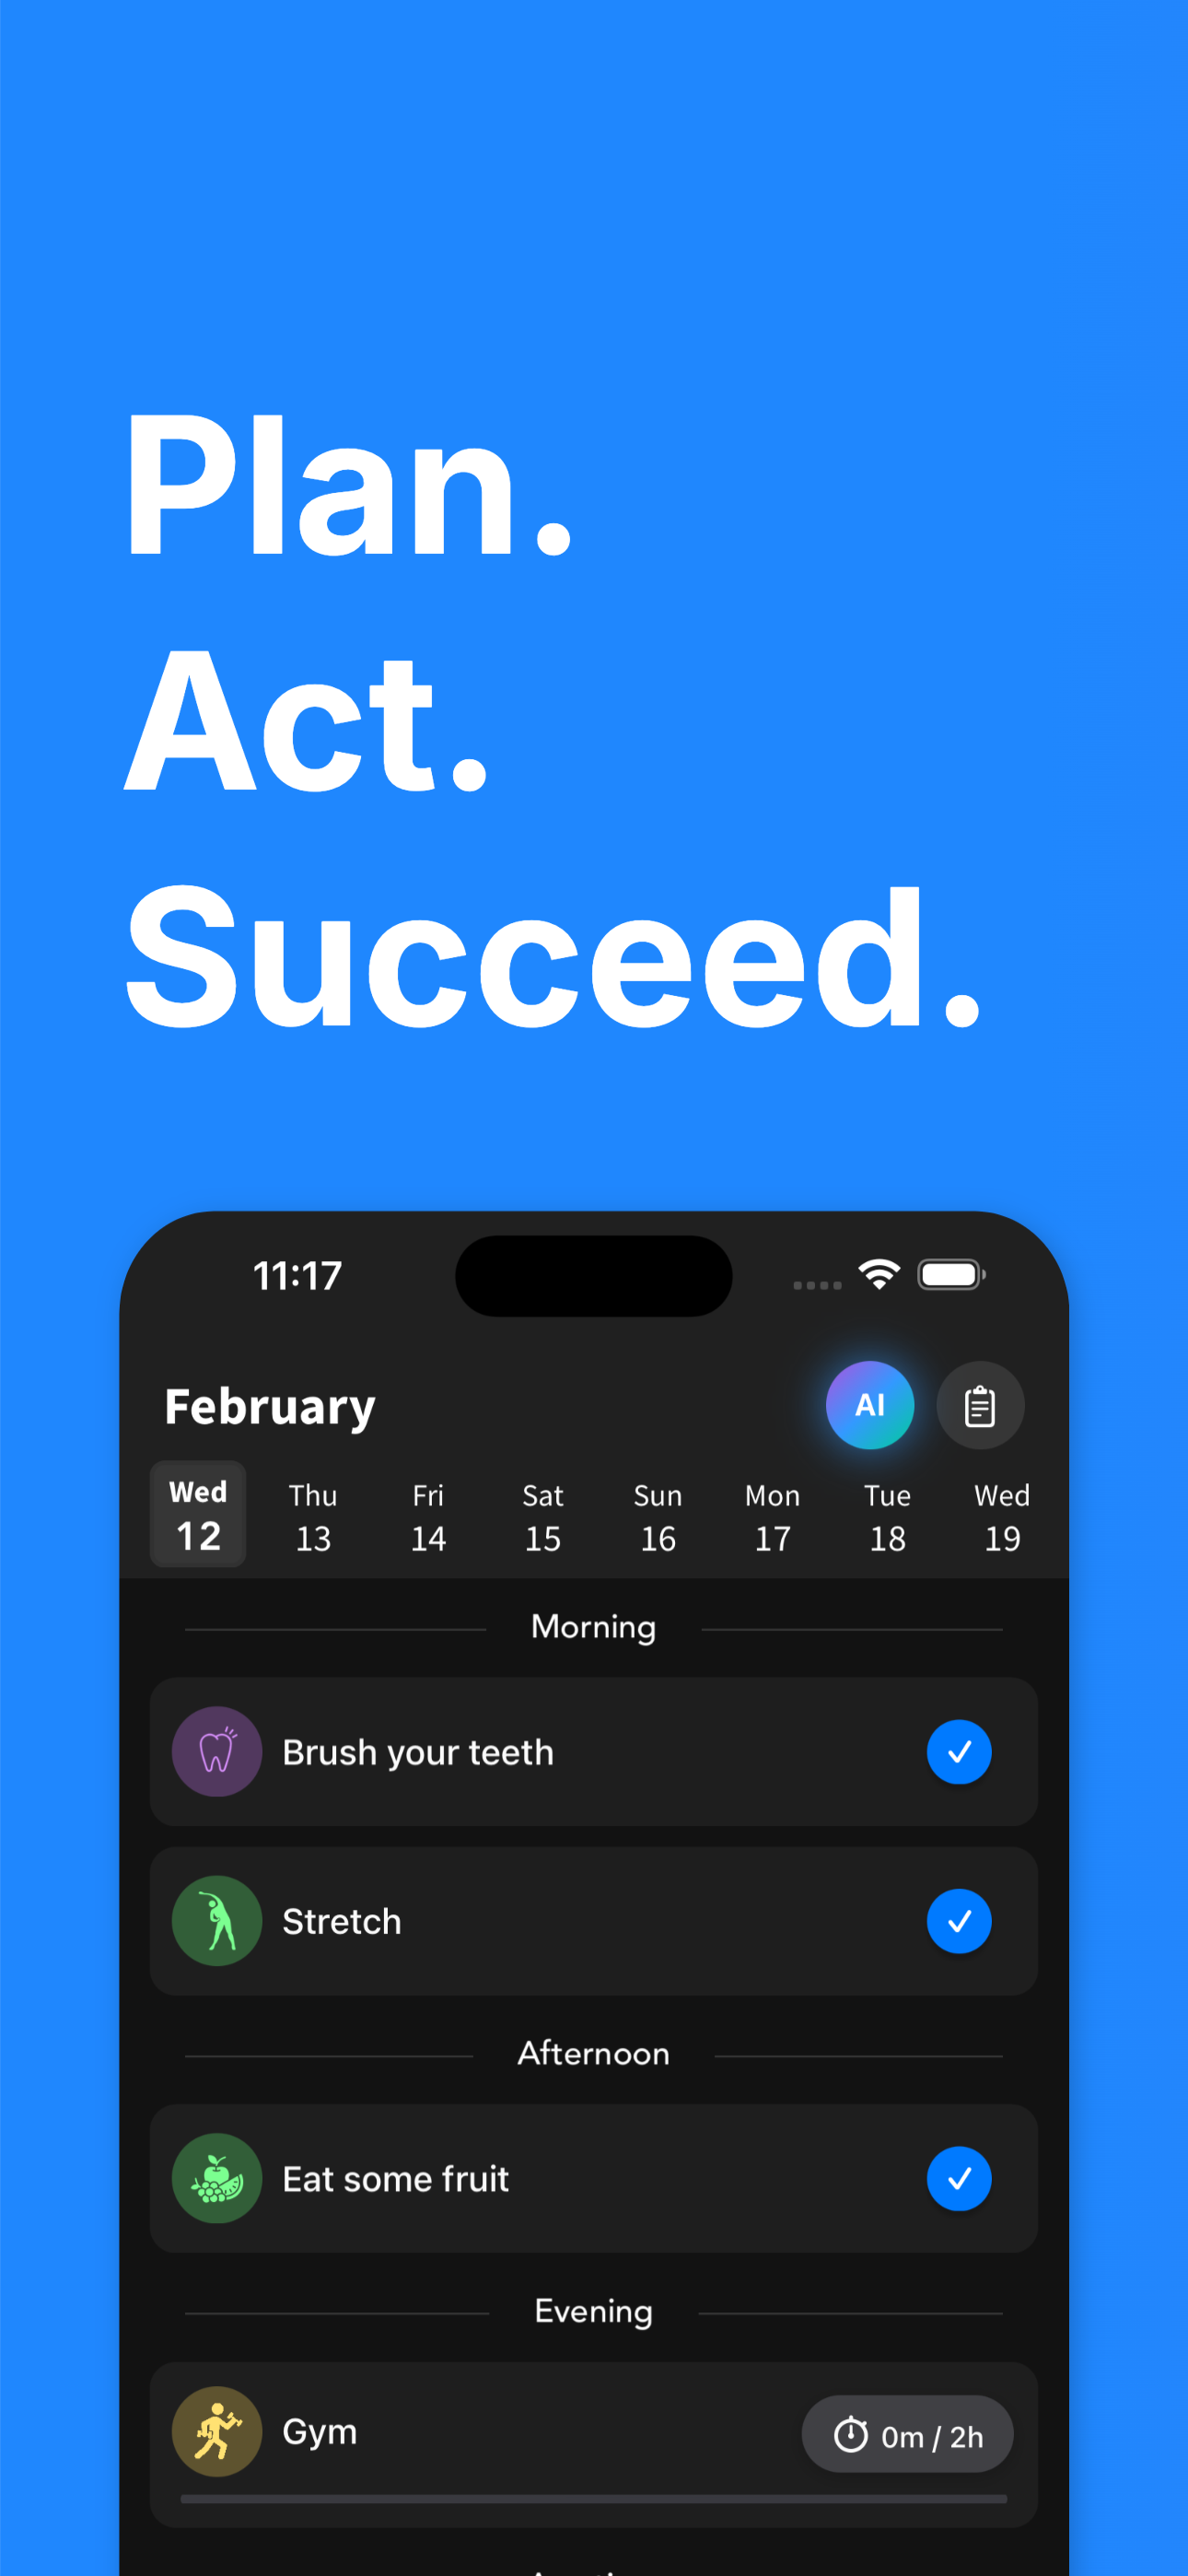 Plan.
Act.
Succeed.
11:17
February
AI
Wed Thu Fri Sat Sun Mon Tue Wed
12 13 14 15 16 17 18 19
Morning
Brush your teeth
Stretch
Afternoon
Eat some fruit
Evening
Gym
0m / 2h